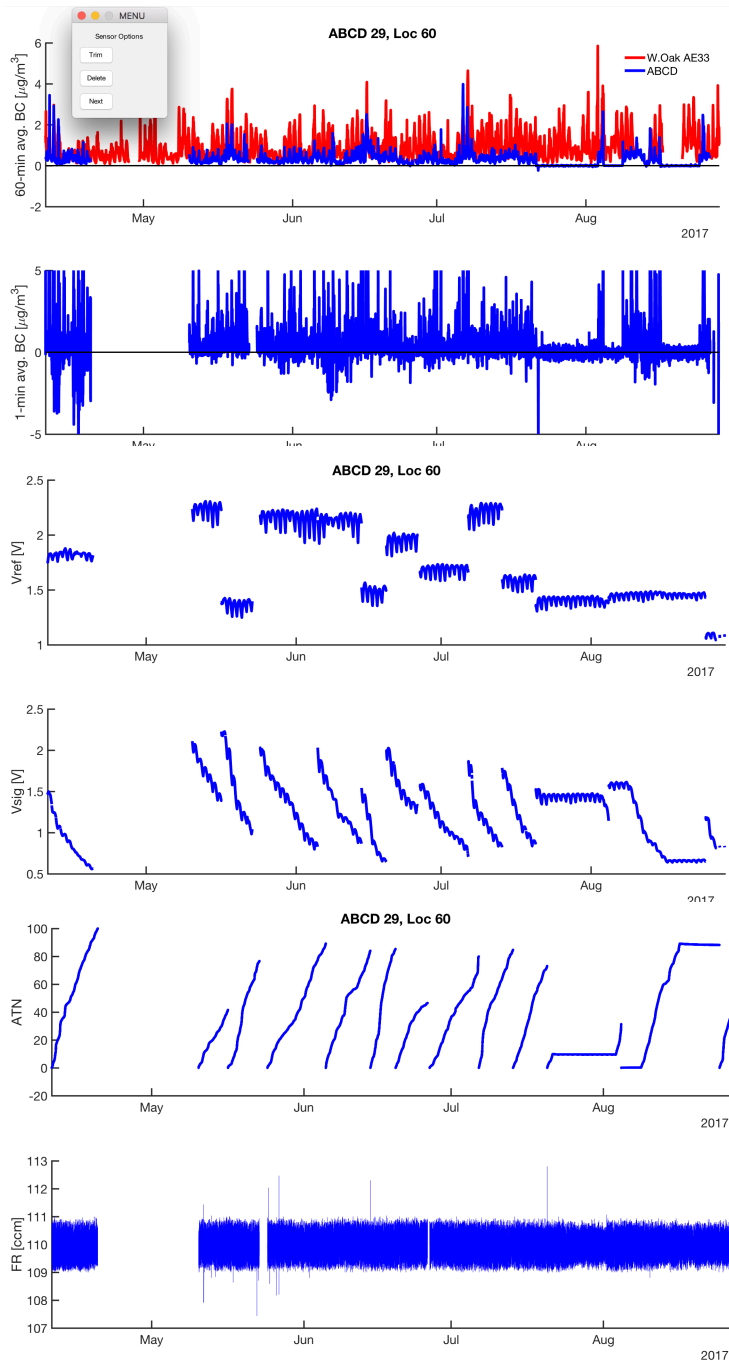 MENU
Sensor Options
Trim
Delete
Next
ABCD 29, Loc 60
W.Oak AE33
ABCD
60-min avg. BC [μg/m³]
6
4
2
0
-2
May Jun Jul Aug
2017
1-min avg. BC [μg/m³]
5
0
-5
May Jun Jul Aug
ABCD 29, Loc 60
Vref [V]
2.5
2
1.5
1
May Jun Jul Aug
2017
Vsig [V]
2.5
2
1.5
1
0.5
May Jun Jul Aug
2017
ABCD 29, Loc 60
ATN
100
80
60
40
20
0
-20
May Jun Jul Aug
2017
FR [ccm]
113
112
111
110
109
108
107
May Jun Jul Aug
2017